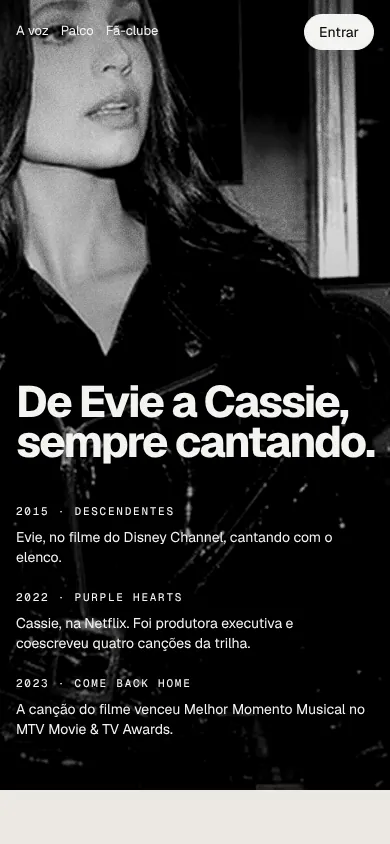 A voz Palco Fã-clube
Entrar
De Evie a Cassie,
sempre cantando.
2015 · DESCENDENTES
Evie, no filme do Disney Channel, cantando com o
elenco.
2022 · PURPLE HEARTS
Cassie, na Netflix. Foi produtora executiva e
coescreveu quatro canções da trilha.
2023 · COME BACK HOME
A canção do filme venceu Melhor Momento Musical no
MTV Movie & TV Awards.